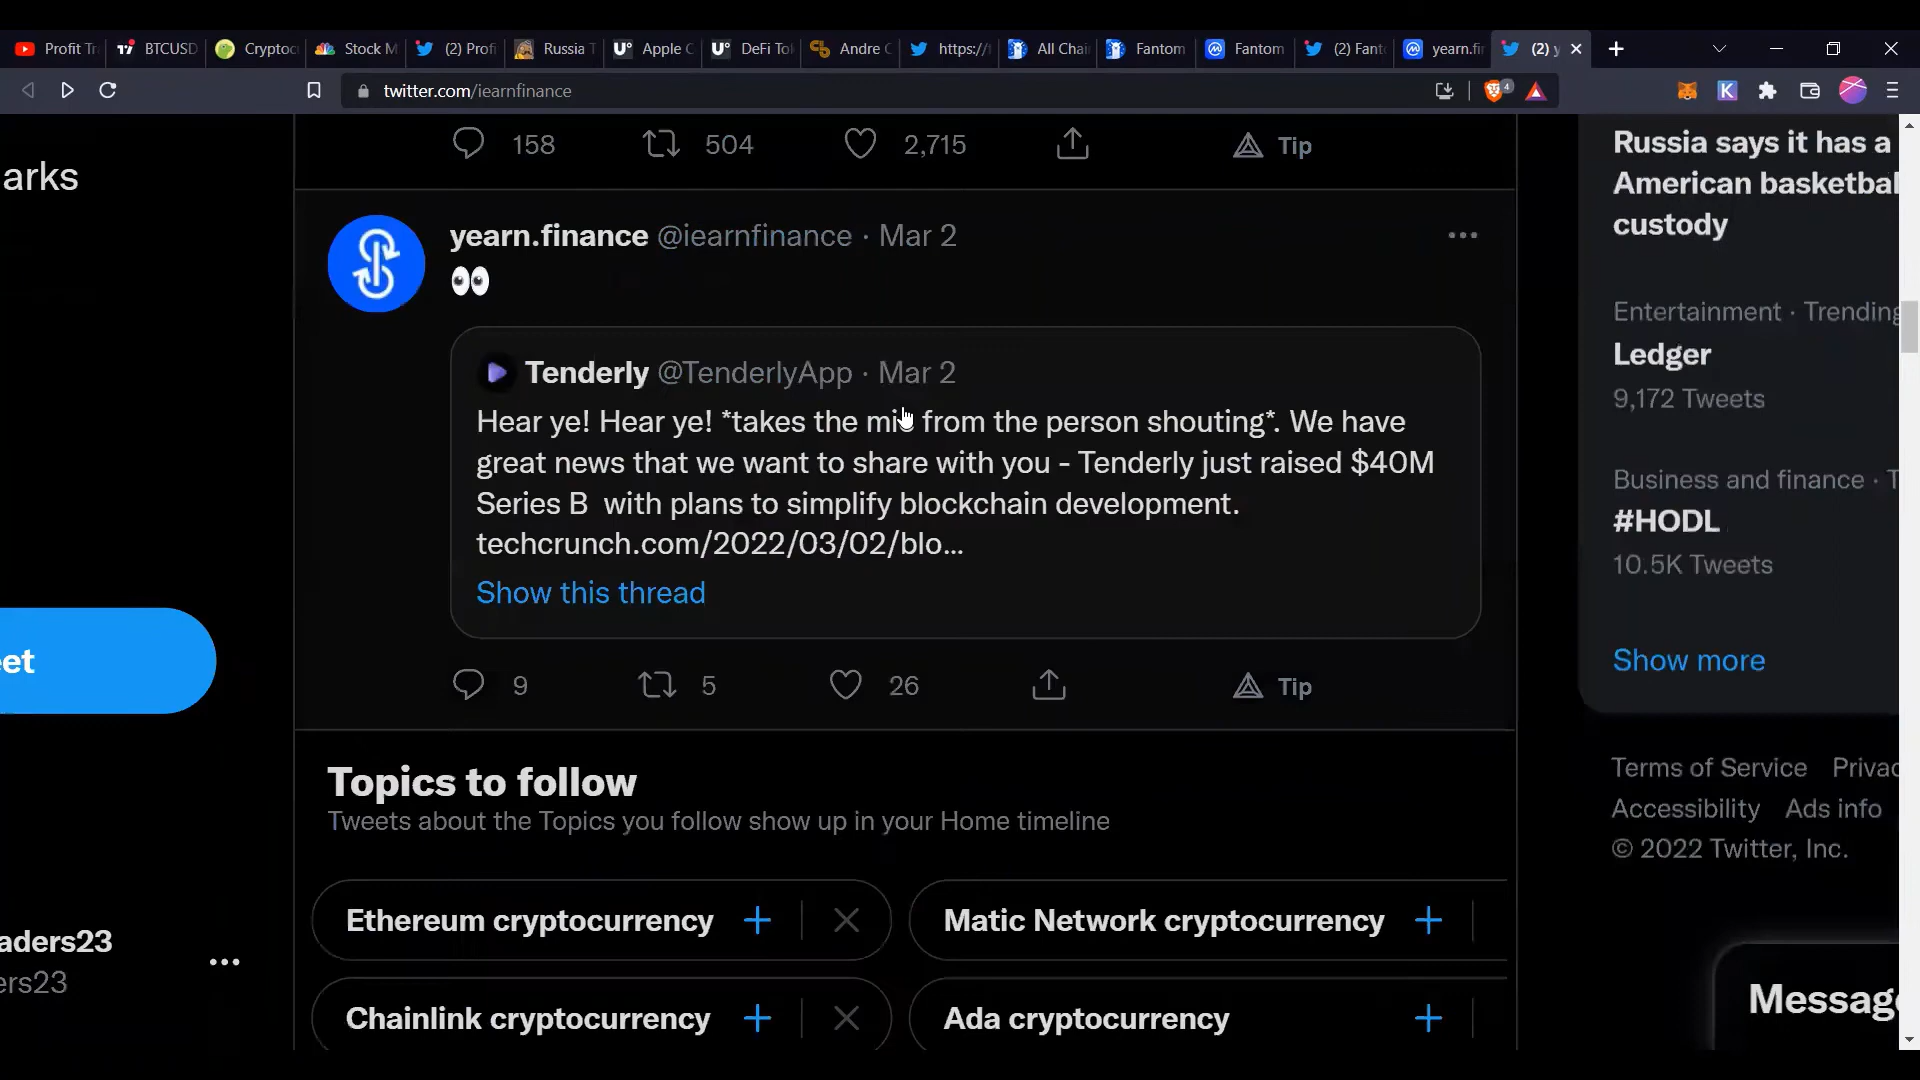 Profit Tr
BTCUSD
Cryptoc
Stock M
(2) Profi
Russia T
Apple C
DeFi Tok
Andre C
https://t
All Chai
Fantom
Fantom
(2) Fant
yearn.fin
(2) y
twitter.com/iearnfinance
4
158
504
2,715
Tip
arks
yearn.finance @iearnfinance · Mar 2
Tenderly @TenderlyApp · Mar 2
Hear ye! Hear ye! *takes the mic from the person shouting*. We have
great news that we want to share with you - Tenderly just raised $40M
Series B with plans to simplify blockchain development.
techcrunch.com/2022/03/02/blo...
Show this thread
9
5
26
Tip
eet
Topics to follow
Tweets about the Topics you follow show up in your Home timeline
Ethereum cryptocurrency
Matic Network cryptocurrency
Chainlink cryptocurrency
Ada cryptocurrency
aders23
ers23
Russia says it has a
American basketbal
custody
Entertainment · Trending
Ledger
9,172 Tweets
Business and finance · T
#HODL
10.5K Tweets
Show more
Terms of Service Privac
Accessibility Ads info
© 2022 Twitter, Inc.
Message